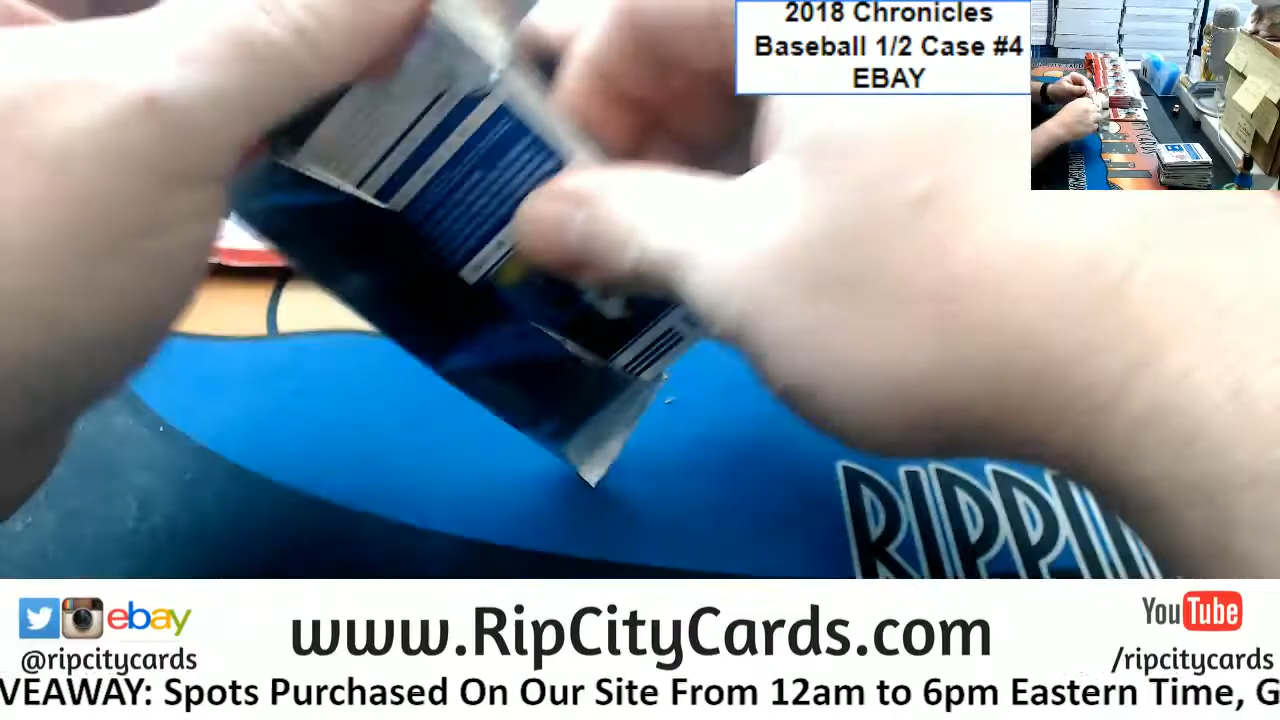 2018 Chronicles
Baseball 1/2 Case #4
EBAY
RIPPI
ebay
@ripcitycards
www.RipCityCards.com
YouTube
/ripcitycards
VEAWAY: Spots Purchased On Our Site From 12am to 6pm Eastern Time, G